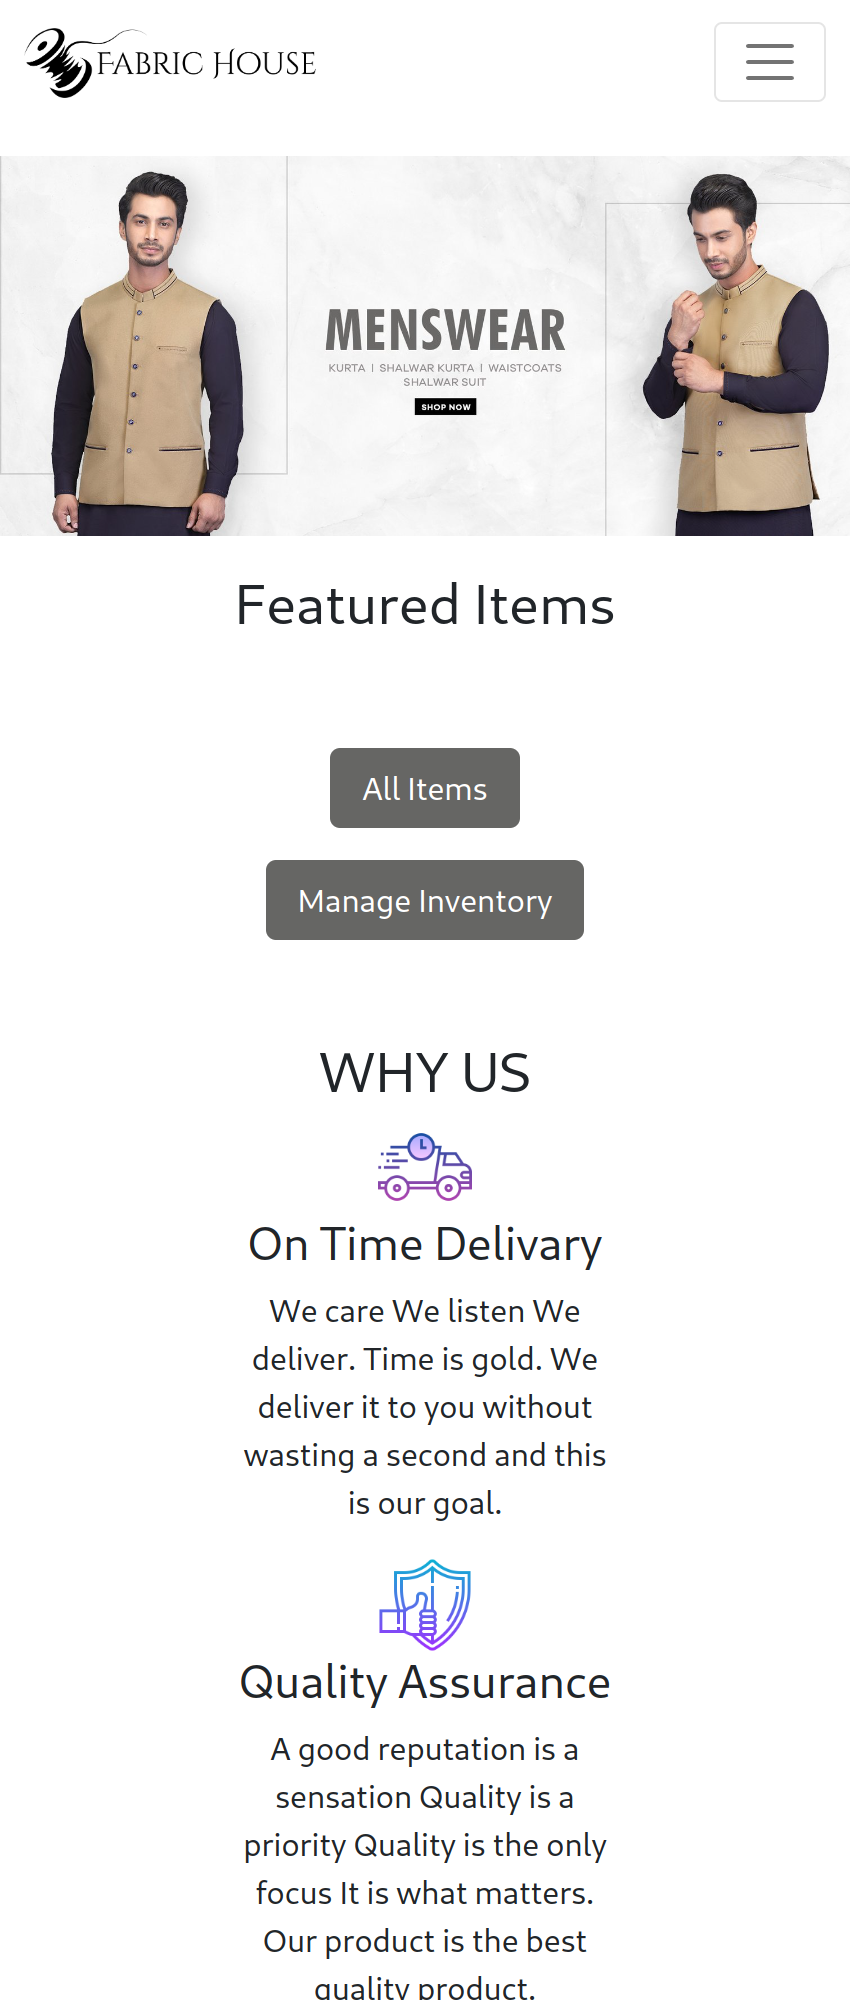 FABRIC HOUSE
MENSWEAR
KURTA | SHALWAR KURTA | WAISTCOATS
SHALWAR SUIT
SHOP NOW
Featured Items
All Items
Manage Inventory
WHY US
On Time Delivary
We care We listen We
deliver. Time is gold. We
deliver it to you without
wasting a second and this
is our goal.
Quality Assurance
A good reputation is a
sensation Quality is a
priority Quality is the only
focus It is what matters.
Our product is the best
quality product.